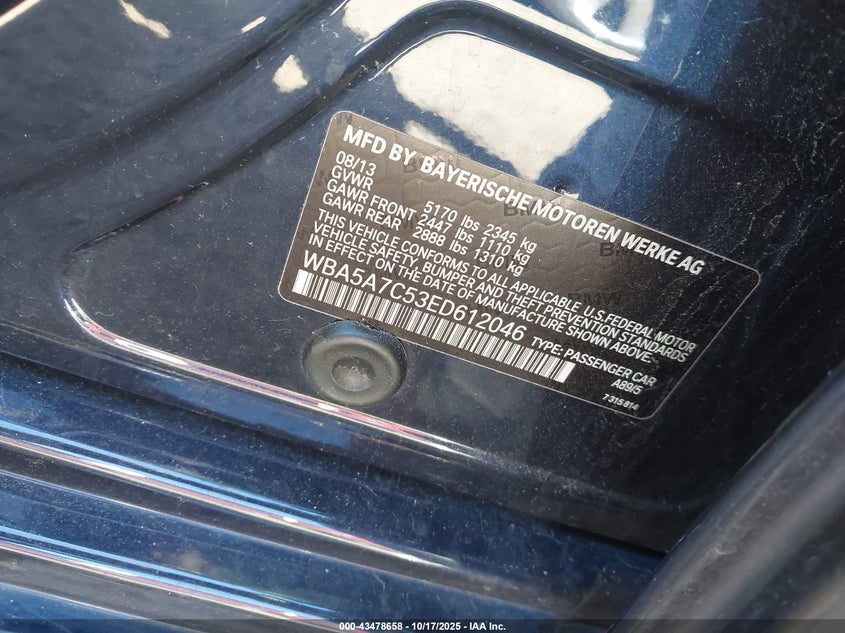 MFD BY BAYERISCHE MOTOREN WERKE AG
08/13
GVWR 5170 lbs 2345 kg
GAWR FRONT 2447 lbs 1110 kg
GAWR REAR 2888 lbs 1310 kg
THIS VEHICLE CONFORMS TO ALL APPLICABLE U.S. FEDERAL MOTOR
VEHICLE SAFETY, BUMPER AND THEFT PREVENTION STANDARDS
IN EFFECT ON THE DATE OF MANUFACTURE SHOWN ABOVE
WBA5A7C53ED612046 TYPE: PASSENGER CAR
A89/5
7 315 814
000-43478658 - 10/17/2025 - IAA Inc.